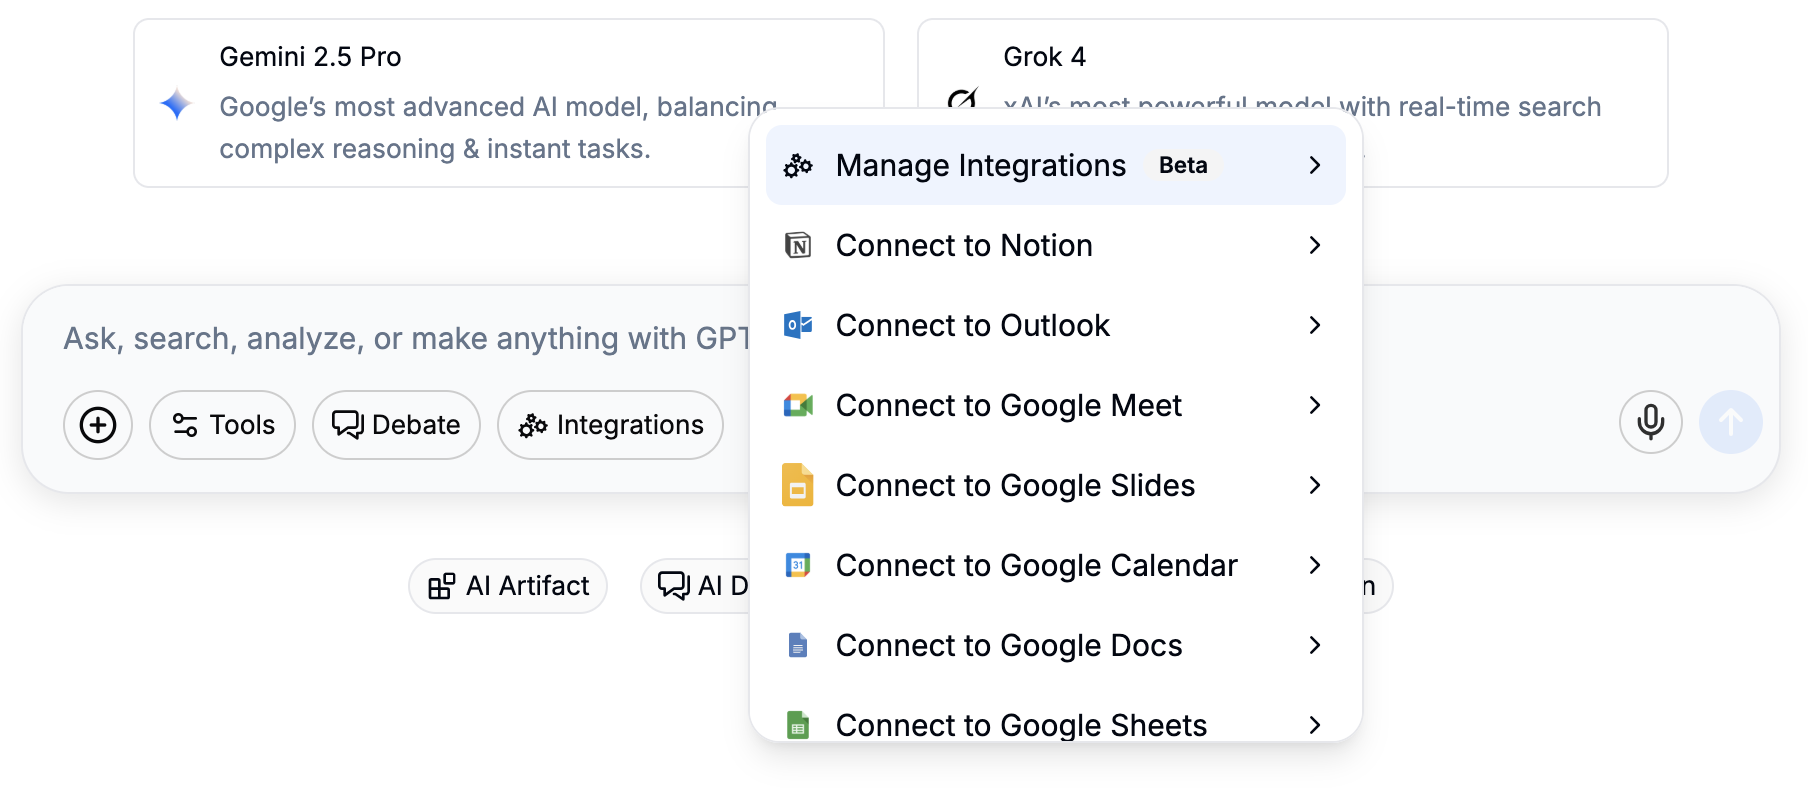 Gemini 2.5 Pro
Google’s most advanced AI model, balancing
complex reasoning & instant tasks.
Grok 4
xAI’s most powerful model with real-time search
Manage Integrations Beta
Connect to Notion
Connect to Outlook
Connect to Google Meet
Connect to Google Slides
Connect to Google Calendar
Connect to Google Docs
Connect to Google Sheets
Ask, search, analyze, or make anything with GPT
Tools
Debate
Integrations
AI Artifact
AI D
n